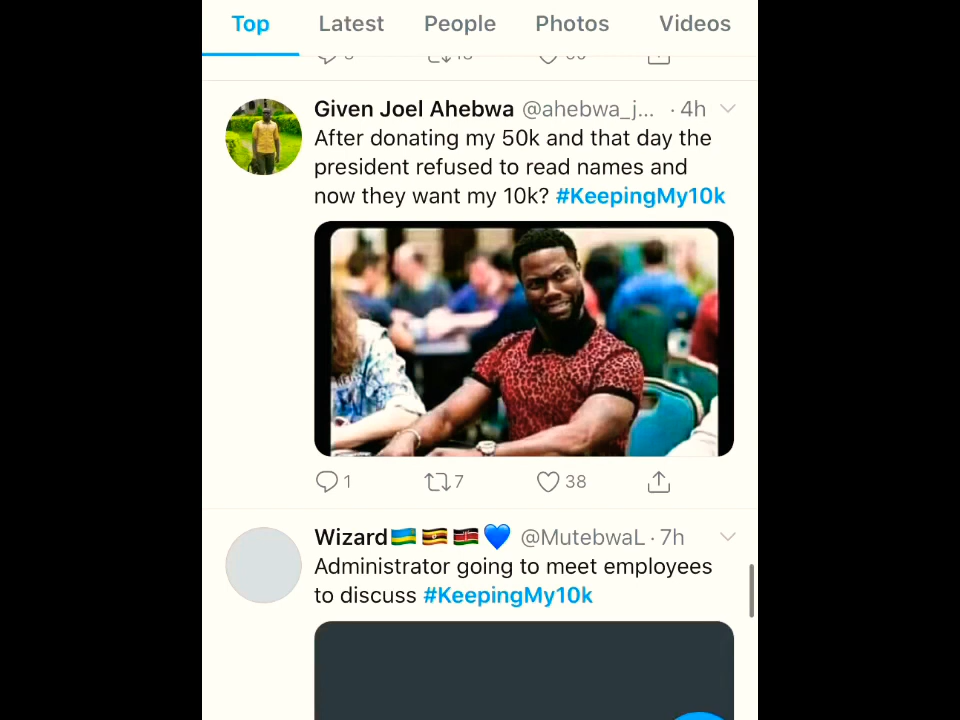 Top Latest People Photos Videos
Given Joel Ahebwa @ahebwa_j... · 4h
After donating my 50k and that day the
president refused to read names and
now they want my 10k? #KeepingMy10k
1 7 38
Wizard🇷🇼🇺🇬🇰🇪💙 @MutebwaL · 7h
Administrator going to meet employees
to discuss #KeepingMy10k